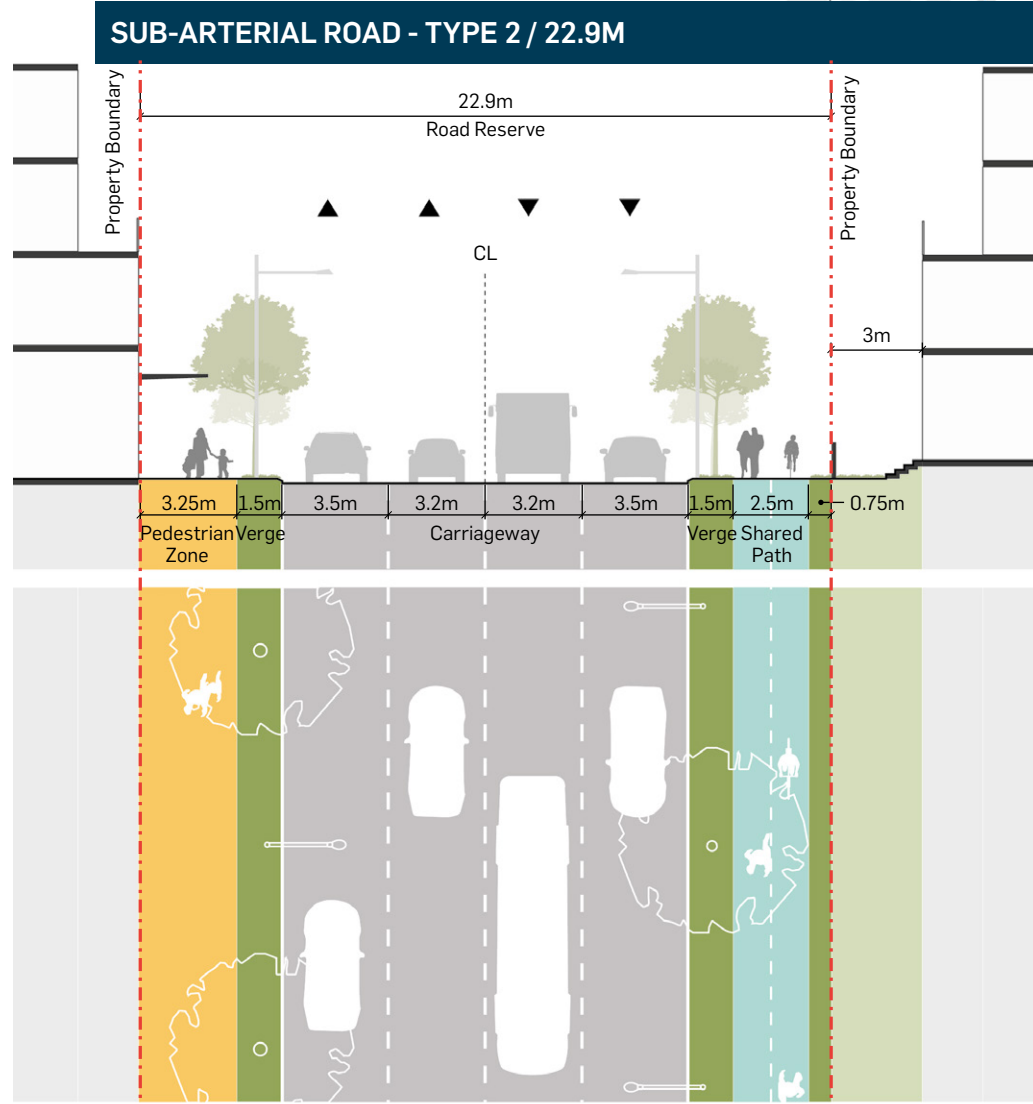 SUB-ARTERIAL ROAD - TYPE 2 / 22.9M
Property Boundary
22.9m
Road Reserve
Property Boundary
CL
3m
3.25m
1.5m
3.5m
3.2m
3.2m
3.5m
1.5m
2.5m
0.75m
Pedestrian
Zone
Verge
Carriageway
Verge
Shared
Path